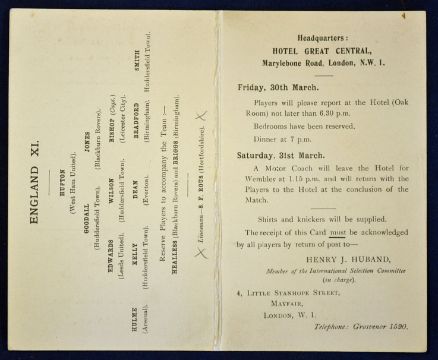 ENGLAND XI.
HUFTON
(West Ham United).
GOODALL JONES
(Huddersfield Town). (Blackburn Rovers).
EDWARDS WILSON BISHOP (Capt.)
(Leeds United). (Huddersfield Town). (Leicester City).
HULME KELLY DEAN BRADFORD SMITH
(Arsenal). (Huddersfield Town). (Everton). (Birmingham). (Huddersfield Town).
Reserve Players to accompany the Team :—
HEALLESS (Blackburn Rovers) and BRIGGS (Birmingham).
X Linesman—S. F. ROUS (Hertfordshire). X
Headquarters :
HOTEL GREAT CENTRAL,
Marylebone Road, London, N.W. 1.
Friday, 30th March.
Players will please report at the Hotel (Oak
Room) not later than 6.30 p.m.
Bedrooms have been reserved.
Dinner at 7 p.m.
Saturday, 31st March.
A Motor Coach will leave the Hotel for
Wembley at 1.15 p.m. and will return with the
Players to the Hotel at the conclusion of the
Match.
Shirts and knickers will be supplied.
The receipt of this Card must be acknowledged
by all players by return of post to—
HENRY J. HUBAND,
Member of the International Selection Committee
(in charge).
4, Little Stanhope Street,
Mayfair,
London, W. 1.
Telephone: Grosvenor 1590.